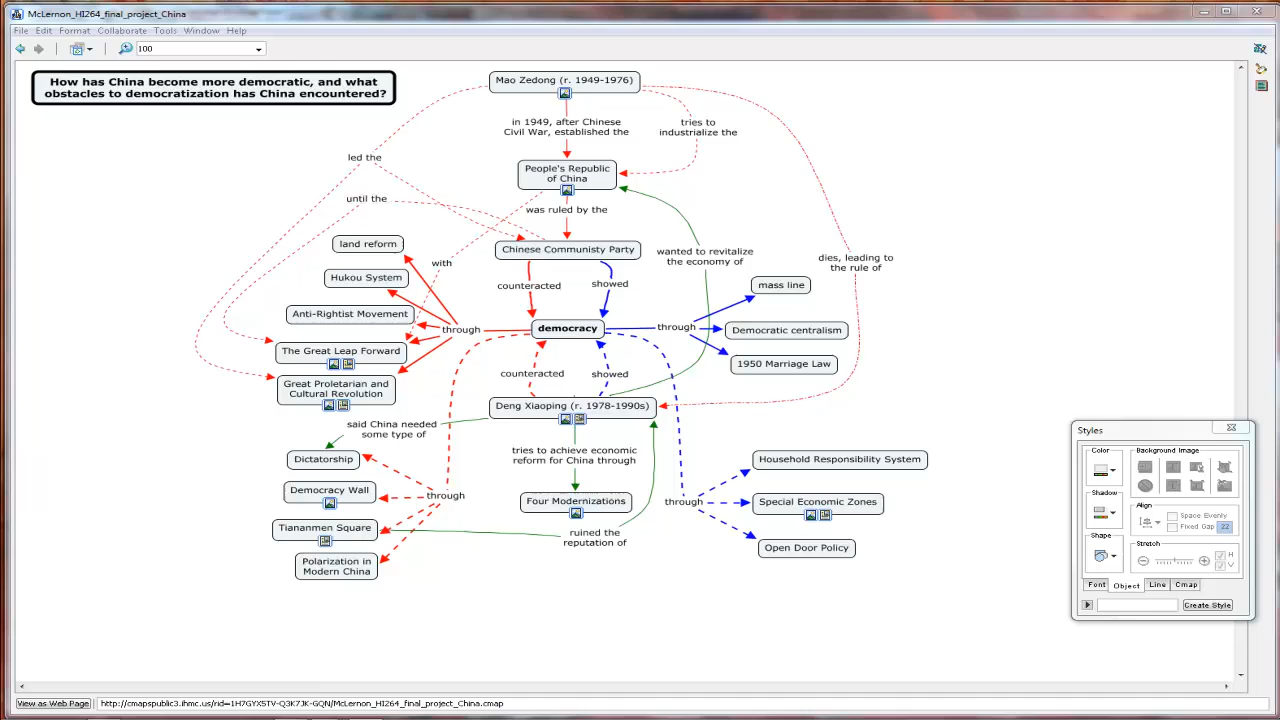 McLernon_HI264_final_project_China
File Edit Format Collaborate Tools Window Help
100
How has China become more democratic, and what
obstacles to democratization has China encountered?
Mao Zedong (r. 1949-1976)
in 1949, after Chinese
Civil War, established the
tries to
industrialize the
led the
People's Republic
of China
until the
was ruled by the
land reform
Chinese Communisty Party
wanted to revitalize
the economy of
dies, leading to
the rule of
with
Hukou System
counteracted
showed
mass line
Anti-Rightist Movement
through
democracy
through
Democratic centralism
The Great Leap Forward
1950 Marriage Law
counteracted
showed
Great Proletarian and
Cultural Revolution
Deng Xiaoping (r. 1978-1990s)
said China needed
some type of
Dictatorship
tries to achieve economic
reform for China through
Household Responsibility System
Democracy Wall
through
Four Modernizations
through
Special Economic Zones
Tiananmen Square
ruined the
reputation of
Open Door Policy
Polarization in
Modern China
Styles
Color
Background Image
Shadow
Align
Space Evenly
Fixed Gap 22
Shape
Stretch
H
V
Font Object Line Cmap
Create Style
View as Web Page
http://cmapspublic3.ihmc.us/rid=1H7GYX5TV-Q3K7JK-GQN/McLernon_HI264_final_project_China.cmap